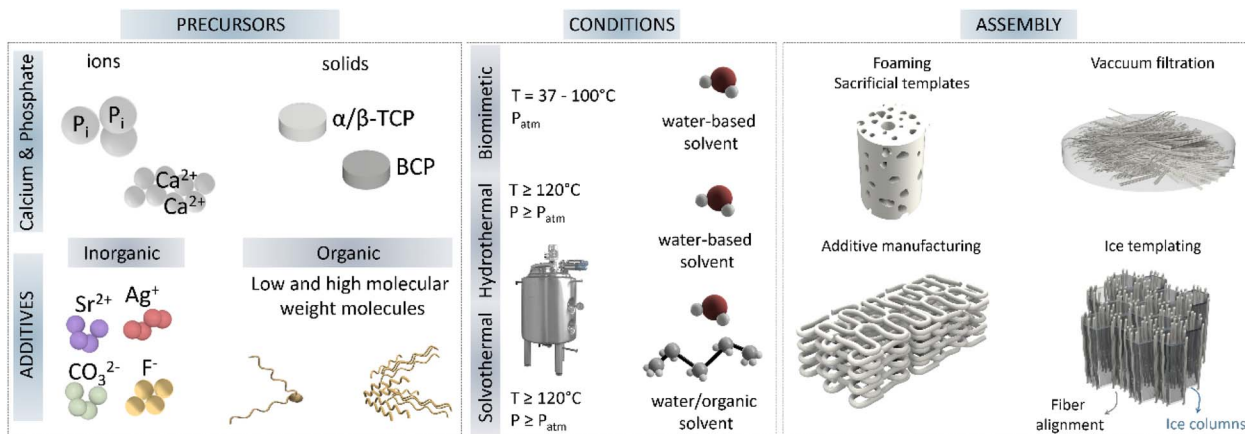 PRECURSORS
Calcium & Phosphate
ions
solids
Pi
Pi
α/β-TCP
BCP
Ca2+
Ca2+
ADDITIVES
Inorganic
Organic
Sr2+
Ag+
CO32-
F-
Low and high molecular
weight molecules
CONDITIONS
Biomimetic
T = 37 - 100°C
Patm
water-based
solvent
Hydrothermal
T ≥ 120°C
P ≥ Patm
water-based
solvent
Solvothermal
T ≥ 120°C
P ≥ Patm
water/organic
solvent
ASSEMBLY
Foaming
Sacrificial templates
Vaccuum filtration
Additive manufacturing
Ice templating
Fiber
alignment
Ice columns